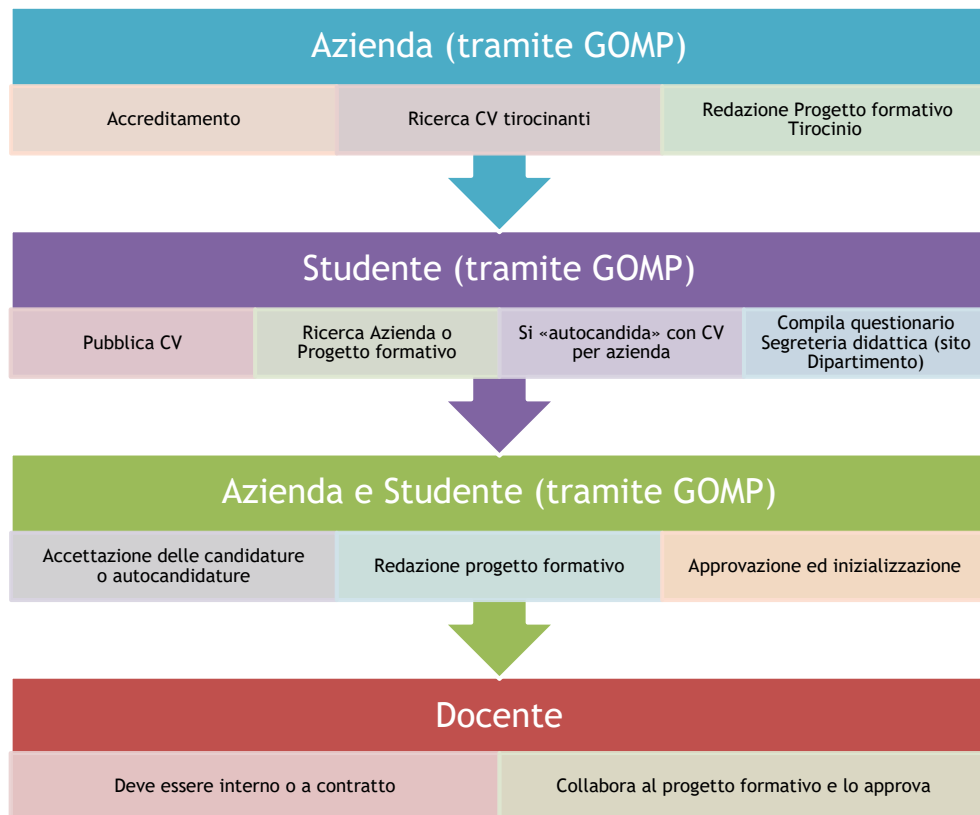 Azienda (tramite GOMP)
Accreditamento
Ricerca CV tirocinanti
Redazione Progetto formativo
Tirocinio
Studente (tramite GOMP)
Pubblica CV
Ricerca Azienda o
Progetto formativo
Si «autocandida» con CV
per azienda
Compila questionario
Segreteria didattica (sito
Dipartimento)
Azienda e Studente (tramite GOMP)
Accettazione delle candidature
o autocandidature
Redazione progetto formativo
Approvazione ed inizializzazione
Docente
Deve essere interno o a contratto
Collabora al progetto formativo e lo approva